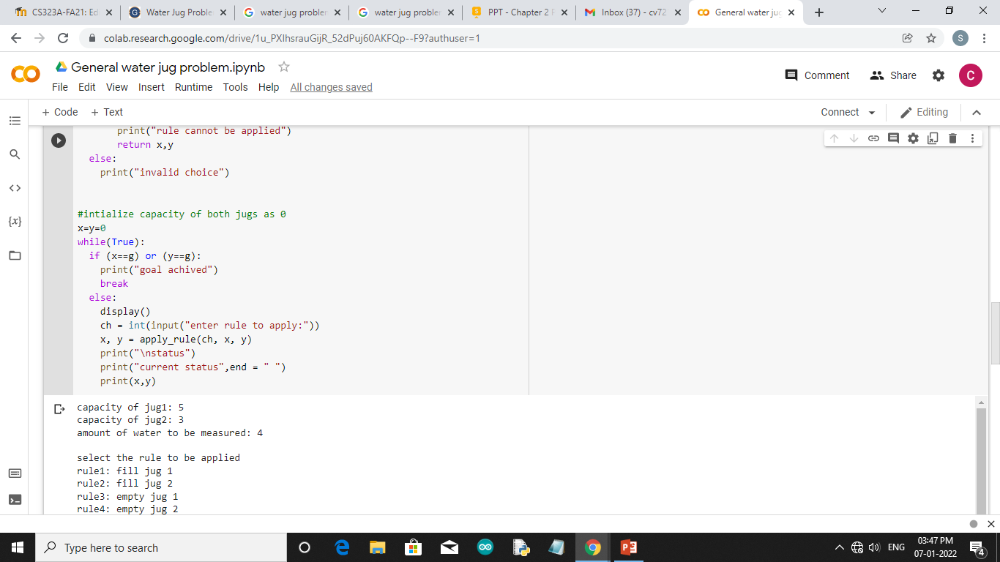 CS323A-FA21: Ed
Water Jug Proble
water jug probler
water jug probler
PPT - Chapter 2 P
Inbox (37) - cv72
General water jug
colab.research.google.com/drive/1u_PXlhsrauGijR_52dPuj60AKFQp--F9?authuser=1
S
General water jug problem.ipynb
Comment
Share
C
File Edit View Insert Runtime Tools Help All changes saved
+ Code + Text
Connect
Editing
print("rule cannot be applied")
return x,y
else:
print("invalid choice")
#intialize capacity of both jugs as 0
x=y=0
while(True):
if (x==g) or (y==g):
print("goal achived")
break
else:
display()
ch = int(input("enter rule to apply:"))
x, y = apply_rule(ch, x, y)
print("\nstatus")
print("current status",end = " ")
print(x,y)
capacity of jug1: 5
capacity of jug2: 3
amount of water to be measured: 4
select the rule to be applied
rule1: fill jug 1
rule2: fill jug 2
rule3: empty jug 1
rule4: empty jug 2
Type here to search
ENG
03:47 PM
07-01-2022
4